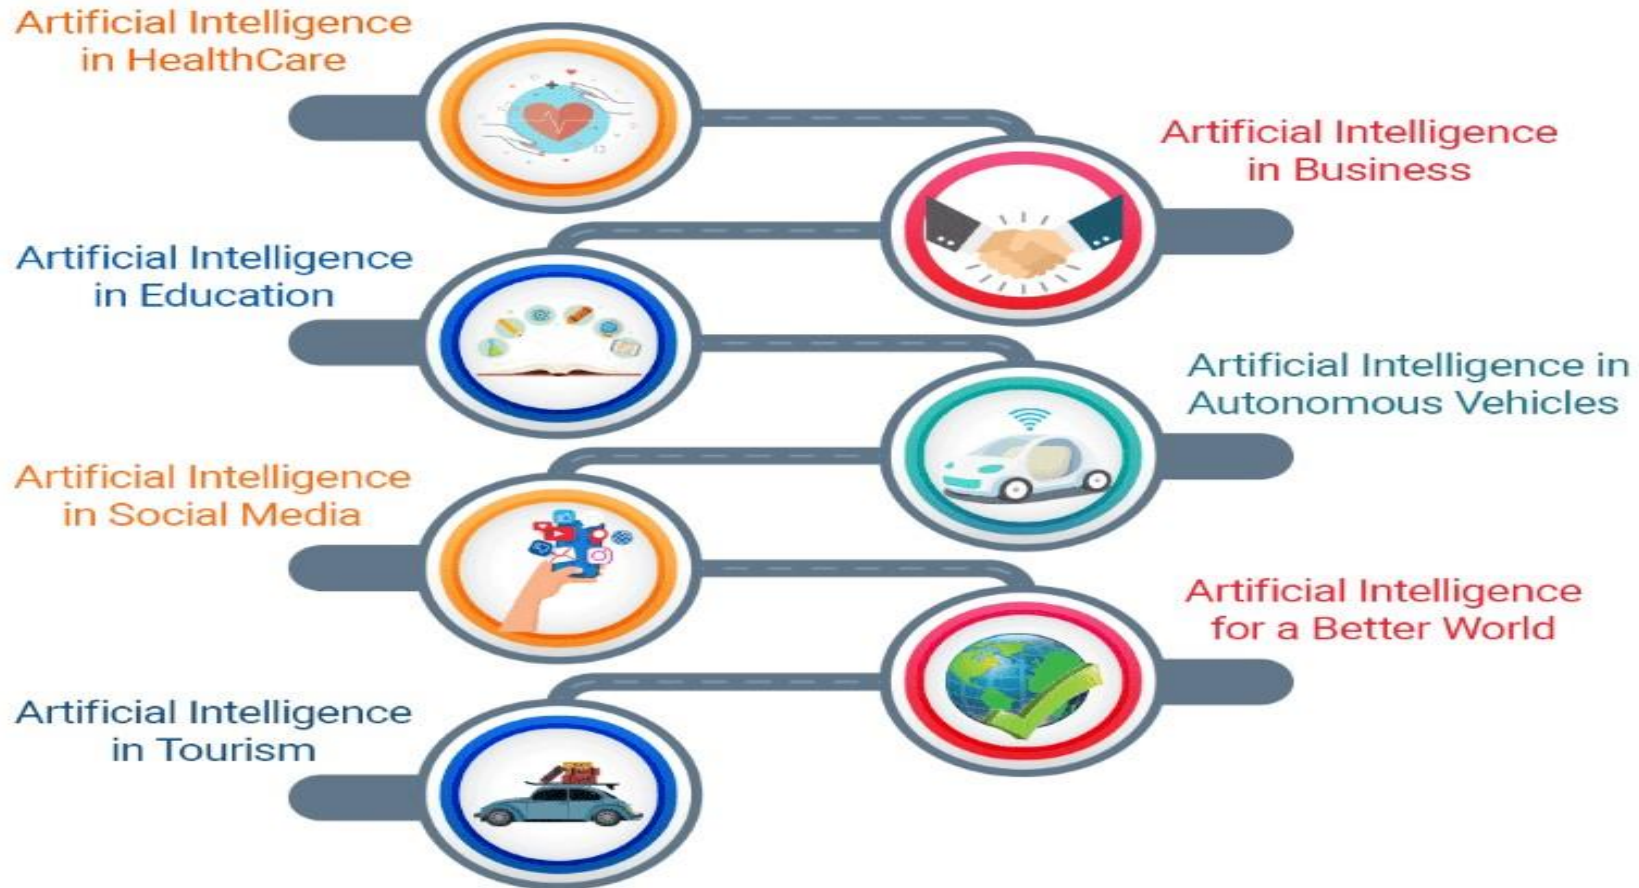 Artificial Intelligence
in HealthCare
Artificial Intelligence
in Business
Artificial Intelligence
in Education
Artificial Intelligence in
Autonomous Vehicles
Artificial Intelligence
in Social Media
Artificial Intelligence
for a Better World
Artificial Intelligence
in Tourism